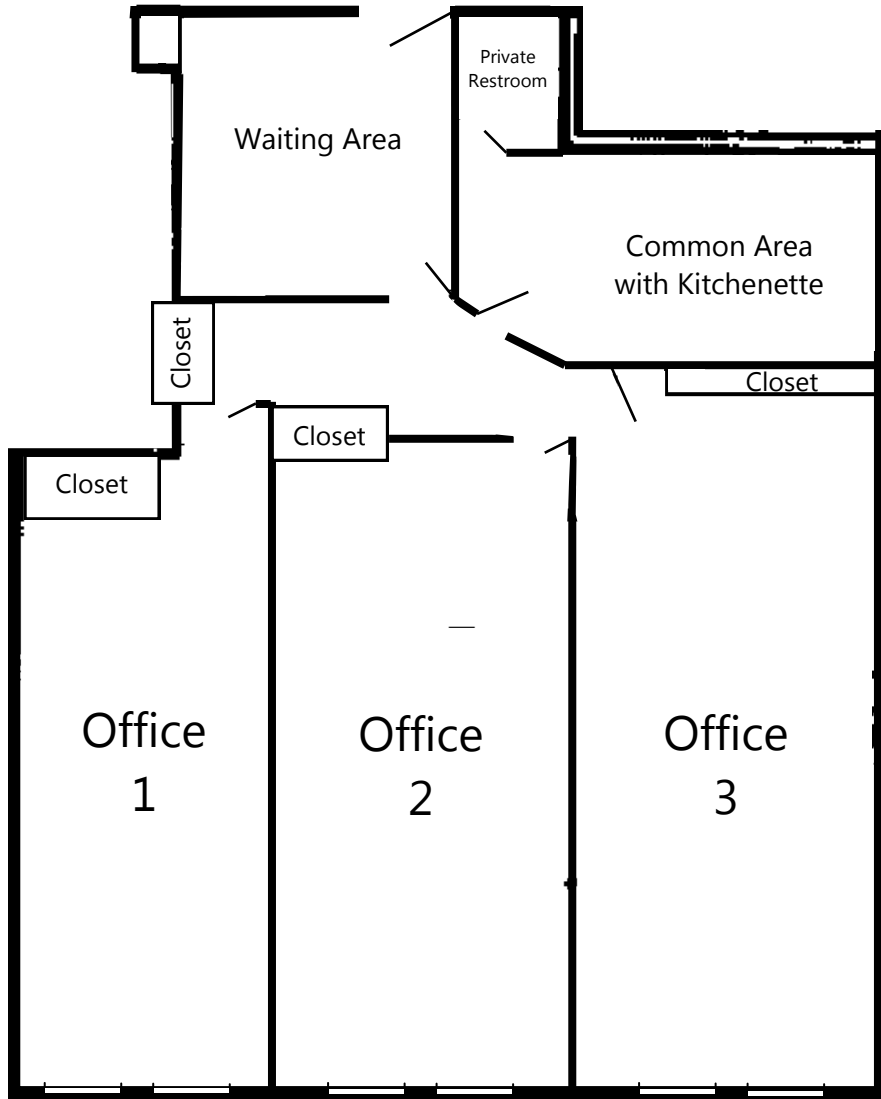 Private
Restroom
Waiting Area
Common Area
with Kitchenette
Closet
Closet
Closet
Closet
Office
1
Office
2
Office
3